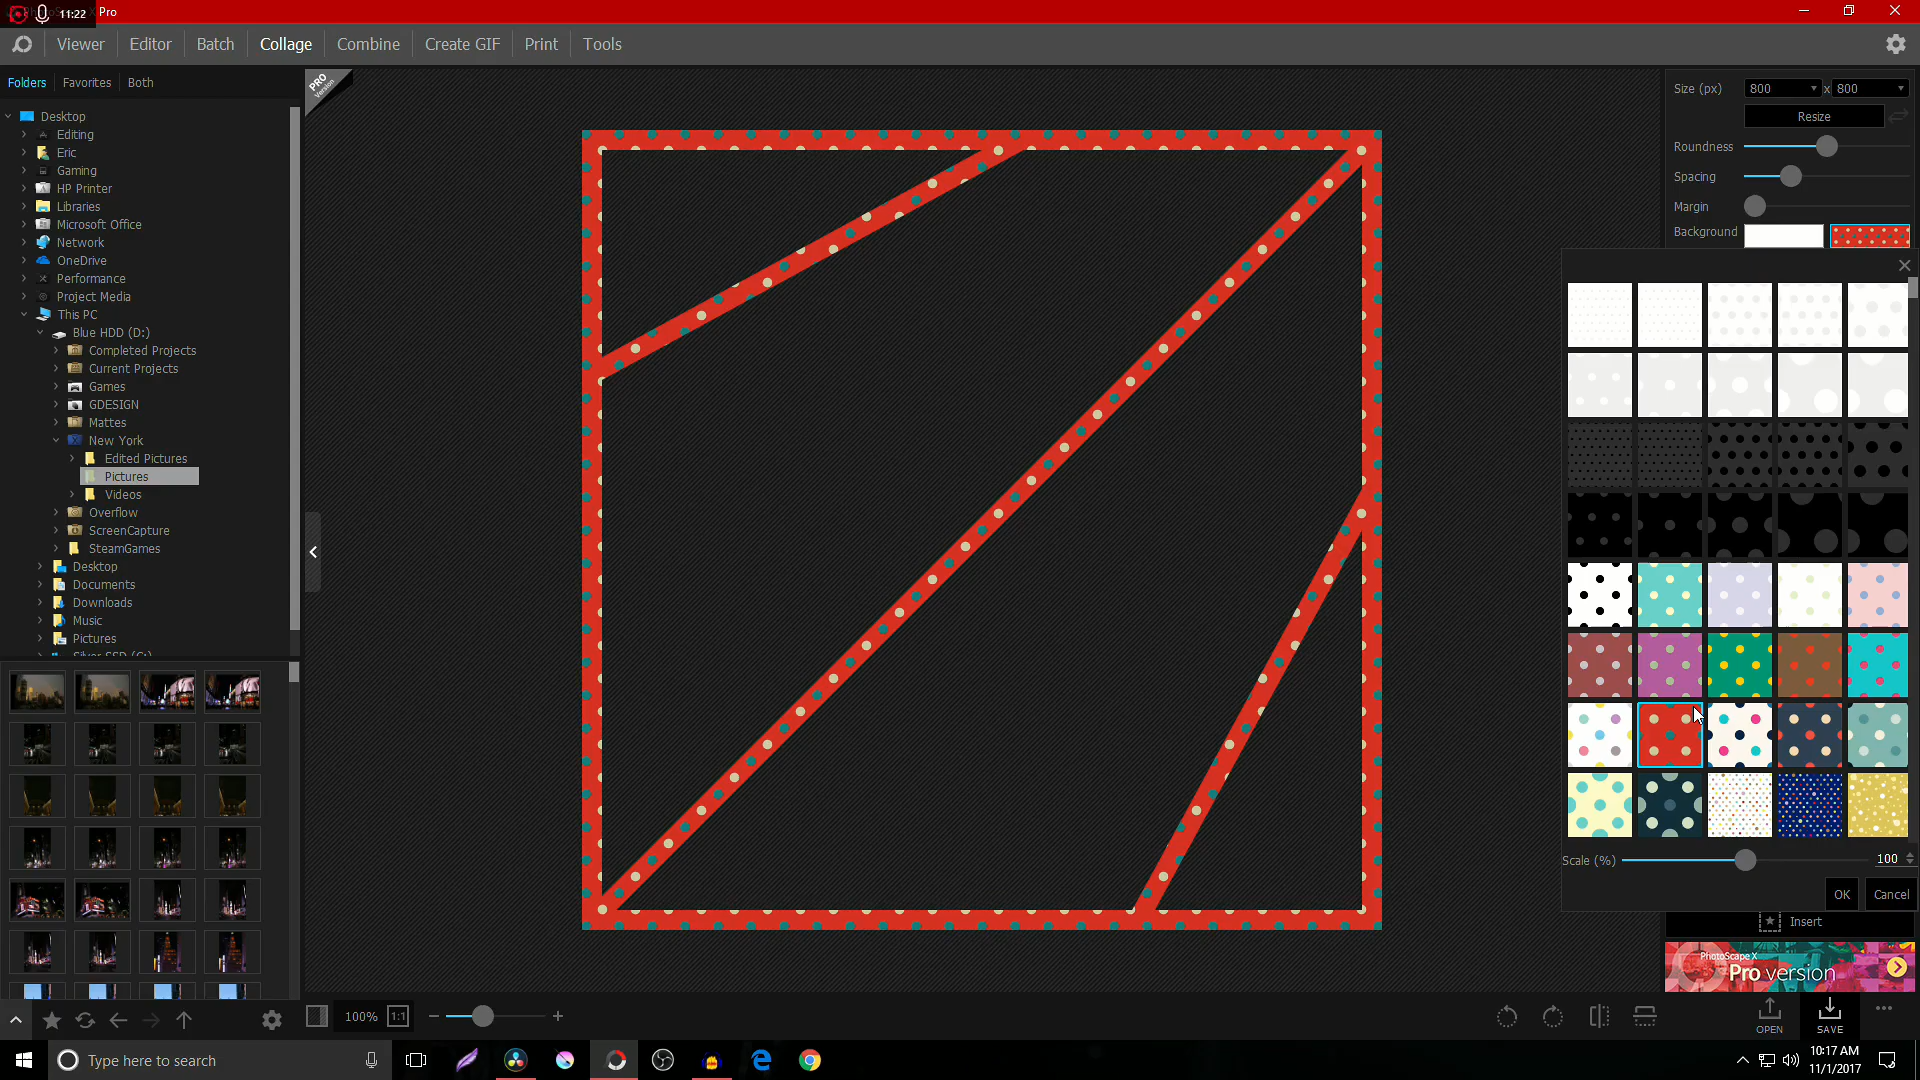 11:22
Pro
Viewer
Editor
Batch
Collage
Combine
Create GIF
Print
Tools
Folders
Favorites
Both
Desktop
Editing
Eric
Gaming
HP Printer
Libraries
Microsoft Office
Network
OneDrive
Performance
Project Media
This PC
Blue HDD (D:)
Completed Projects
Current Projects
Games
GDESIGN
Mattes
New York
Edited Pictures
Pictures
Videos
Overflow
ScreenCapture
SteamGames
Desktop
Documents
Downloads
Music
Pictures
PRO
Version
Size (px)
800
x
800
Resize
Roundness
Spacing
Margin
Background
Scale (%)
100
OK
Cancel
Insert
PhotoScape X
Pro version
100%
1:1
OPEN
SAVE
Type here to search
10:17 AM
11/1/2017